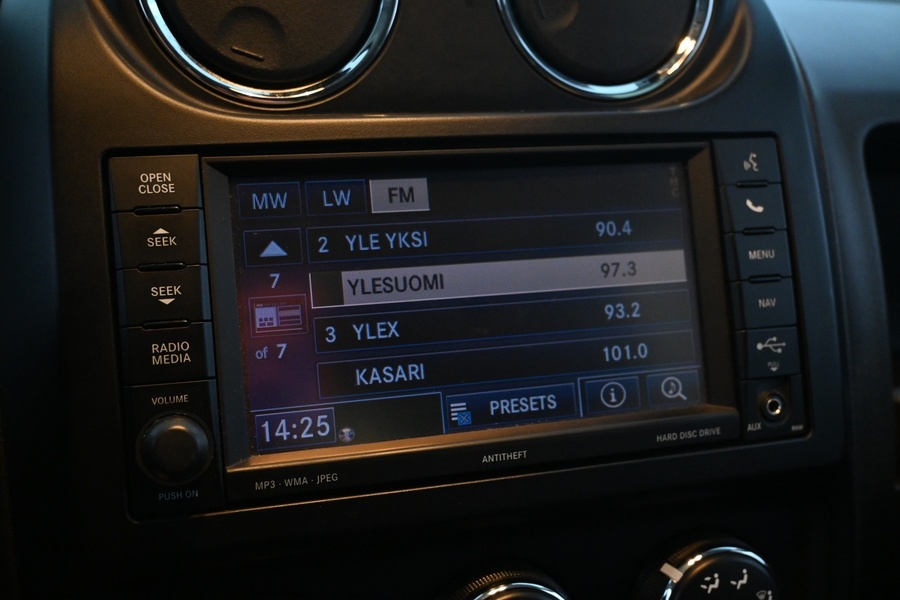 OPEN
CLOSE
SEEK
SEEK
RADIO
MEDIA
VOLUME
PUSH ON
MW LW FM
2 YLE YKSI 90.4
7 YLESUOMI 97.3
3 YLEX 93.2
of 7 KASARI 101.0
14:25 PRESETS
MENU
NAV
AUX
MP3 · WMA · JPEG
ANTITHEFT
HARD DISC DRIVE